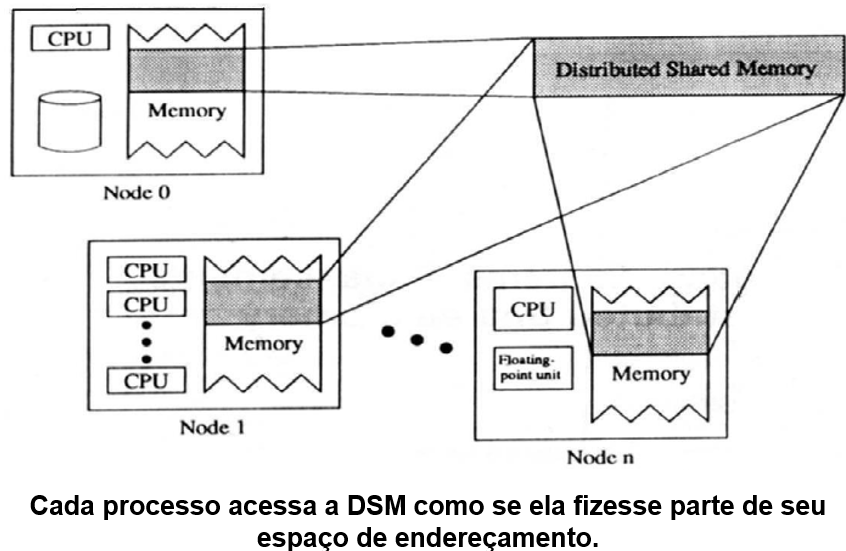 CPU
Memory
Node 0
Distributed Shared Memory
CPU
CPU
CPU
Memory
Node 1
CPU
Floating-
point unit
Memory
Node n
Cada processo acessa a DSM como se ela fizesse parte de seu
espaço de endereçamento.